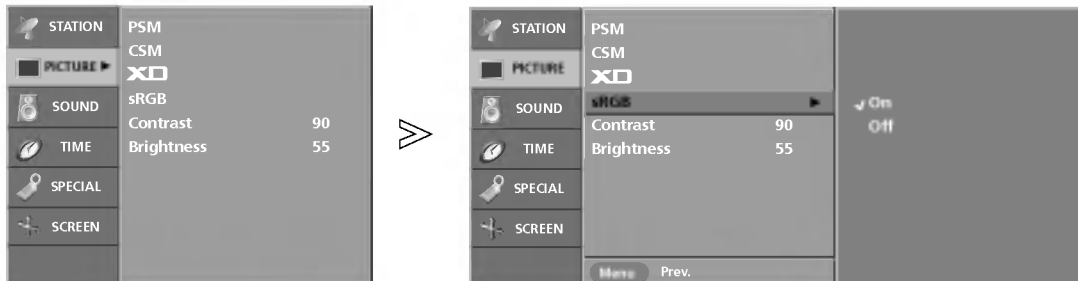 STATION
PICTURE ►
SOUND
TIME
SPECIAL
SCREEN
PSM
CSM
XD
sRGB
Contrast 90
Brightness 55
STATION
PICTURE
SOUND
TIME
SPECIAL
SCREEN
PSM
CSM
XD
sRGB ►
Contrast 90
Brightness 55
Menu Prev.
✓ On
Off